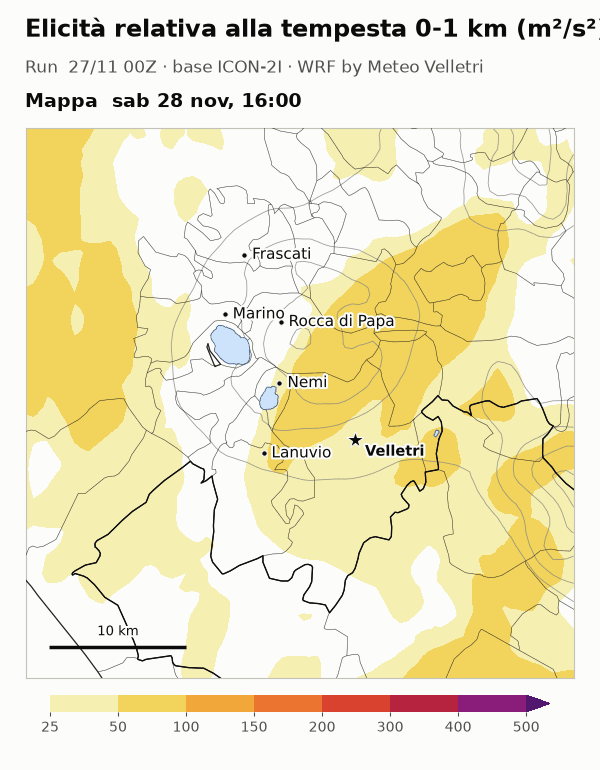 Elicità relativa alla tempesta 0-1 km (m²/s²)
Run 27/11 00Z · base ICON-2I · WRF by Meteo Velletri
Mappa sab 28 nov, 16:00
Frascati
Marino
Rocca di Papa
Nemi
Velletri
Lanuvio
10 km
25 50 100 150 200 300 400 500